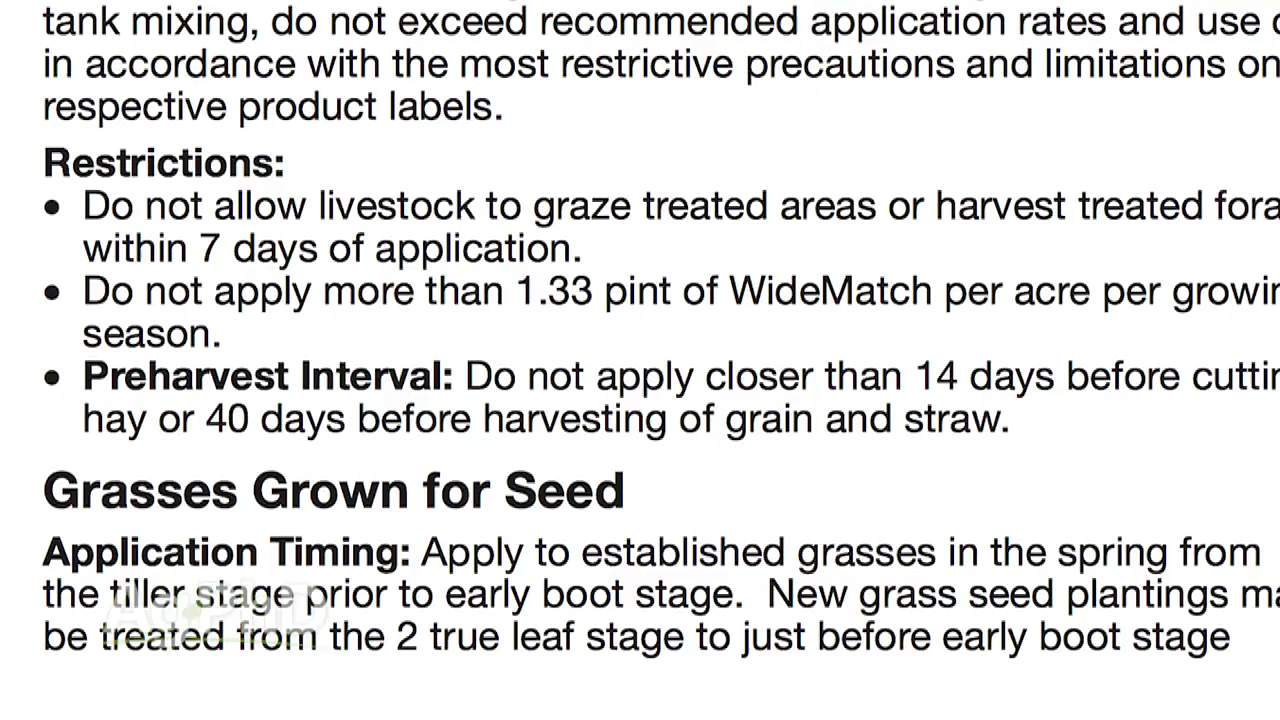 tank mixing, do not exceed recommended application rates and use
in accordance with the most restrictive precautions and limitations on
respective product labels.
Restrictions:
• Do not allow livestock to graze treated areas or harvest treated
within 7 days of application.
• Do not apply more than 1.33 pint of WideMatch per acre per
season.
• Preharvest Interval: Do not apply closer than 14 days before
hay or 40 days before harvesting of grain and straw.
Grasses Grown for Seed
Application Timing: Apply to established grasses in the spring from
the tiller stage prior to early boot stage. New grass seed plantings
be treated from the 2 true leaf stage to just before early boot stage
AgPhD